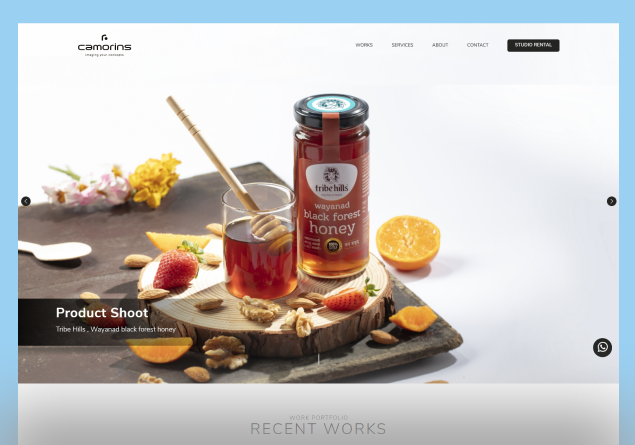 camorins
imaging your concepts
WORKS SERVICES ABOUT CONTACT STUDIO RENTAL
tribe hills
wayanad
black forest
honey
Product Shoot
Tribe Hills , Wayanad black forest honey
WORK PORTFOLIO
RECENT WORKS